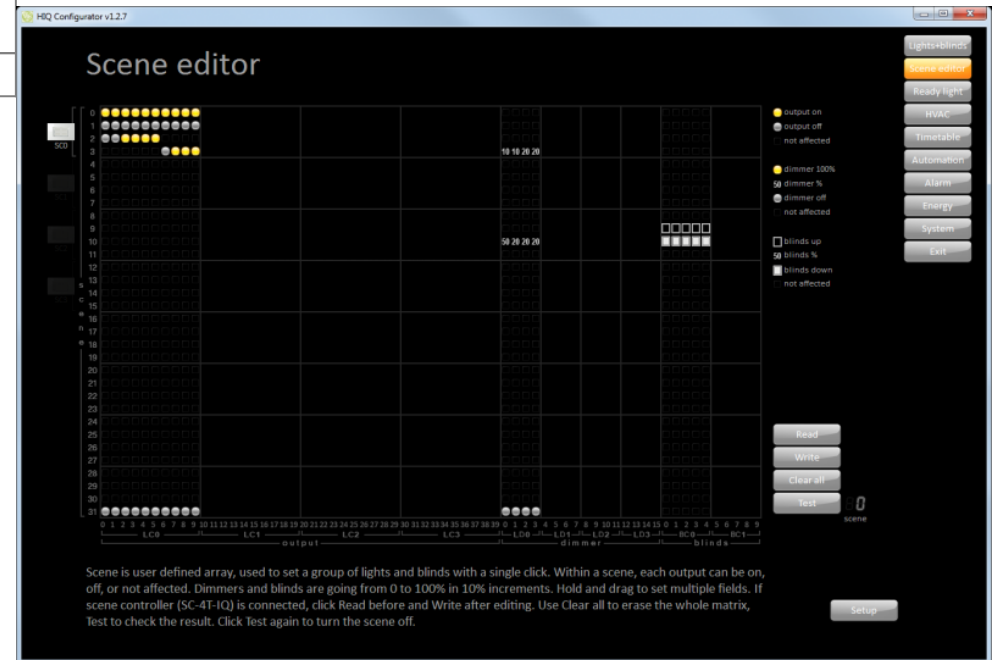 HIQ Configurator v1.2.7
Scene editor
Lights+blinds
Scene editor
Ready light
HVAC
Timetable
Automation
Alarm
Energy
System
Exit
SC0
scene
0
1
2
3
4
5
6
7
8
9
10
11
12
13
14
15
16
17
18
19
20
21
22
23
24
25
26
27
28
29
30
31
10 10 20 20
50 20 20 20
output on
output off
not affected
dimmer 100%
50 dimmer %
dimmer off
not affected
blinds up
50 blinds %
blinds down
not affected
Read
Write
Clear all
Test
0
scene
0 1 2 3 4 5 6 7 8 9 10 11 12 13 14 15 16 17 18 19 20 21 22 23 24 25 26 27 28 29 30 31 32 33 34 35 36 37 38 39 0 1 2 3 4 5 6 7 8 9 10 11 12 13 14 15 0 1 2 3 4 5 6 7 8 9
LC0 LC1 LC2 LC3 LD0 LD1 LD2 LD3 BC0 BC1
output dimmer blinds
Scene is user defined array, used to set a group of lights and blinds with a single click. Within a scene, each output can be on,
off, or not affected. Dimmers and blinds are going from 0 to 100% in 10% increments. Hold and drag to set multiple fields. If
scene controller (SC-4T-IQ) is connected, click Read before and Write after editing. Use Clear all to erase the whole matrix,
Test to check the result. Click Test again to turn the scene off.
Setup